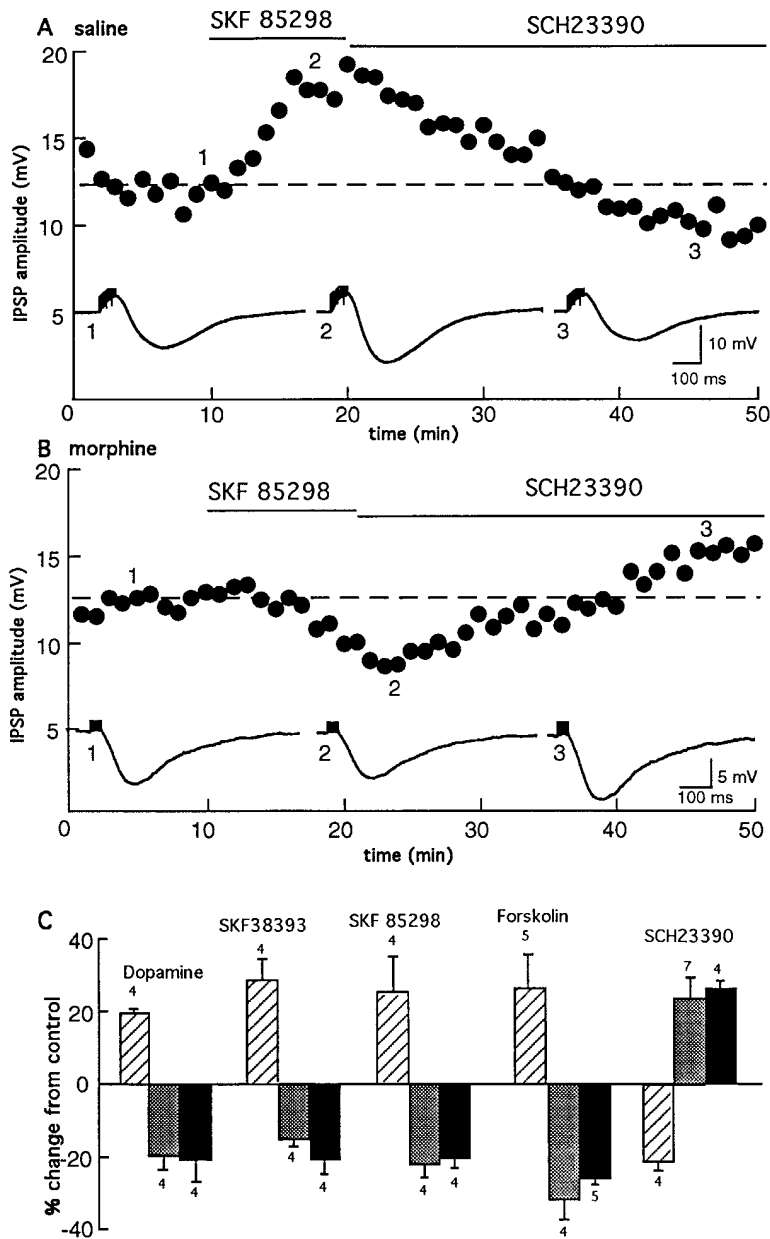 A saline
SKF 85298
SCH23390
20
15
10
5
0
IPSP amplitude (mV)
1
2
3
1
2
3
10 mV
100 ms
0 10 20 30 40 50
time (min)
B morphine
SKF 85298
SCH23390
20
15
10
5
0
IPSP amplitude (mV)
1
2
3
1
2
3
5 mV
100 ms
10 20 30 40 50
time (min)
C
Dopamine
SKF38393
SKF 85298
Forskolin
SCH23390
40
20
0
-20
-40
% change from control
4 4 4
4 4 4
4 4 4
5 4 5
4 7 4